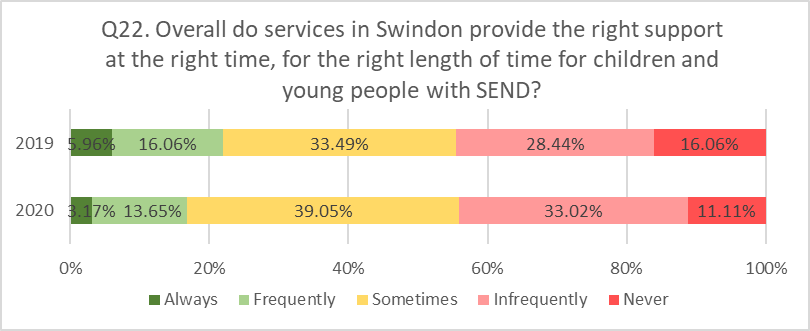 Q22. Overall do services in Swindon provide the right support
at the right time, for the right length of time for children and
young people with SEND?
2019 5.96% 16.06% 33.49% 28.44% 16.06%
2020 3.17% 13.65% 39.05% 33.02% 11.11%
0% 20% 40% 60% 80% 100%
Always Frequently Sometimes Infrequently Never